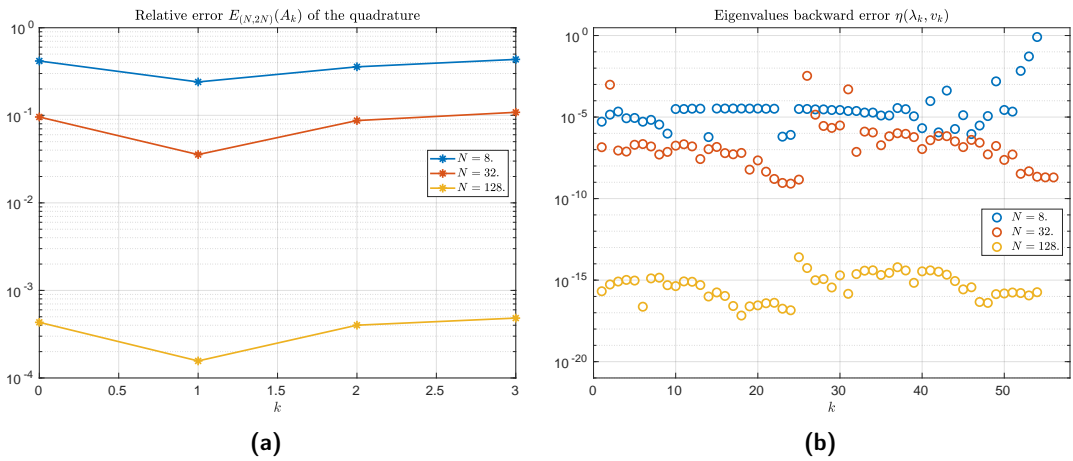 Relative error $E_{(N,2N)}(A_k)$ of the quadrature
10^0
10^-1
10^-2
10^-3
10^-4
0 0.5 1 1.5 2 2.5 3
k
N = 8.
N = 32.
N = 128.
(a)
Eigenvalues backward error $\eta(\lambda_k, v_k)$
10^0
10^-5
10^-10
10^-15
10^-20
0 10 20 30 40 50
k
N = 8.
N = 32.
N = 128.
(b)